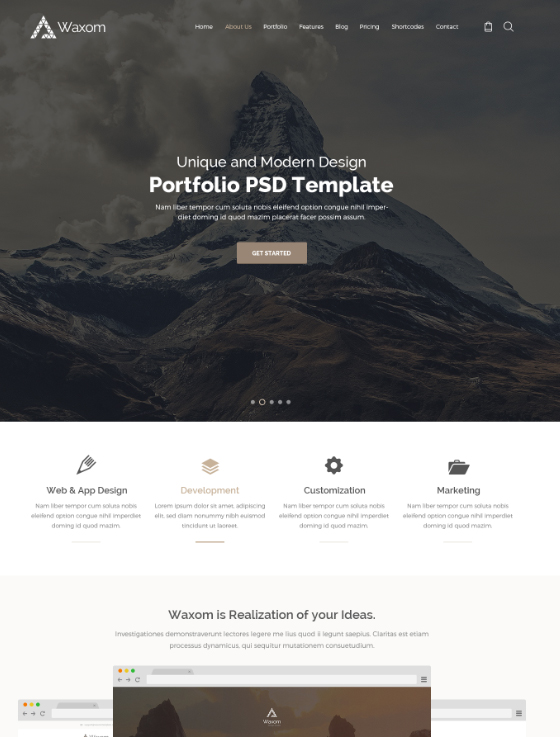 Waxom
Home About Us Portfolio Features Blog Pricing Shortcodes Contact
Unique and Modern Design
Portfolio PSD Template
Nam liber tempor cum soluta nobis eleifend option congue nihil imper-
diet doming id quod mazim placerat facer possim assum.
GET STARTED
Web & App Design
Nam liber tempor cum soluta nobis
eleifend option congue nihil imperdiet
doming id quod mazim.
Development
Lorem ipsum dolor sit amet, adipiscing
elit, sed diam nonummy nibh euismod
tincidunt ut laoreet.
Customization
Nam liber tempor cum soluta nobis
eleifend option congue nihil imperdiet
doming id quod mazim.
Marketing
Nam liber tempor cum soluta nobis
eleifend option congue nihil imperdiet
doming id quod mazim.
Waxom is Realization of your Ideas.
Investigationes demonstraverunt lectores legere me lius quod ii legunt saepius. Claritas est etiam
processus dynamicus, qui sequitur mutationem consuetudium.
Waxom
Waxom